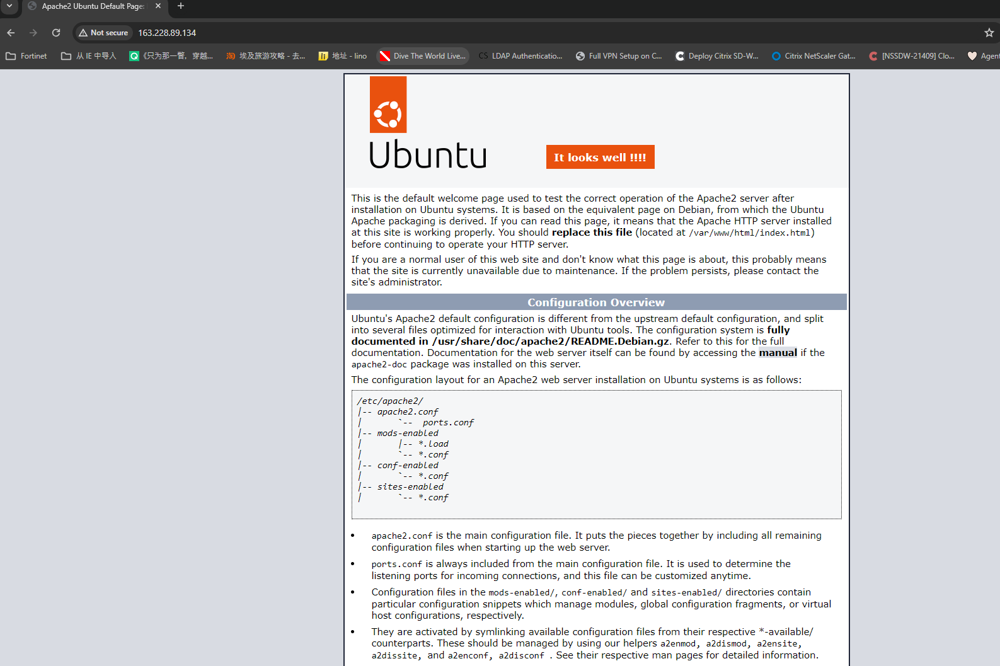 Apache2 Ubuntu Default Page:
Not secure 163.228.89.134
Fortinet 从 IE 中导入 《只为那一瞥，穿越... 埃及旅游攻略 - 去... 地址 - lino Dive The World Live... CS LDAP Authenticatio... Full VPN Setup on C... Deploy Citrix SD-W... Citrix NetScaler Gat... [NSSDW-21409] Clo... Agent
Ubuntu
It looks well !!!!
This is the default welcome page used to test the correct operation of the Apache2 server after
installation on Ubuntu systems. It is based on the equivalent page on Debian, from which the Ubuntu
Apache packaging is derived. If you can read this page, it means that the Apache HTTP server installed
at this site is working properly. You should replace this file (located at /var/www/html/index.html)
before continuing to operate your HTTP server.
If you are a normal user of this web site and don't know what this page is about, this probably means
that the site is currently unavailable due to maintenance. If the problem persists, please contact the
site's administrator.
Configuration Overview
Ubuntu's Apache2 default configuration is different from the upstream default configuration, and split
into several files optimized for interaction with Ubuntu tools. The configuration system is fully
documented in /usr/share/doc/apache2/README.Debian.gz. Refer to this for the full
documentation. Documentation for the web server itself can be found by accessing the manual if the
apache2-doc package was installed on this server.
The configuration layout for an Apache2 web server installation on Ubuntu systems is as follows:
/etc/apache2/
|-- apache2.conf
|       `--  ports.conf
|-- mods-enabled
|       |-- *.load
|       `-- *.conf
|-- conf-enabled
|       `-- *.conf
|-- sites-enabled
|       `-- *.conf
• apache2.conf is the main configuration file. It puts the pieces together by including all remaining
configuration files when starting up the web server.
• ports.conf is always included from the main configuration file. It is used to determine the
listening ports for incoming connections, and this file can be customized anytime.
• Configuration files in the mods-enabled/, conf-enabled/ and sites-enabled/ directories contain
particular configuration snippets which manage modules, global configuration fragments, or virtual
host configurations, respectively.
• They are activated by symlinking available configuration files from their respective *-available/
counterparts. These should be managed by using our helpers a2enmod, a2dismod, a2ensite,
a2dissite, and a2enconf, a2disconf . See their respective man pages for detailed information.